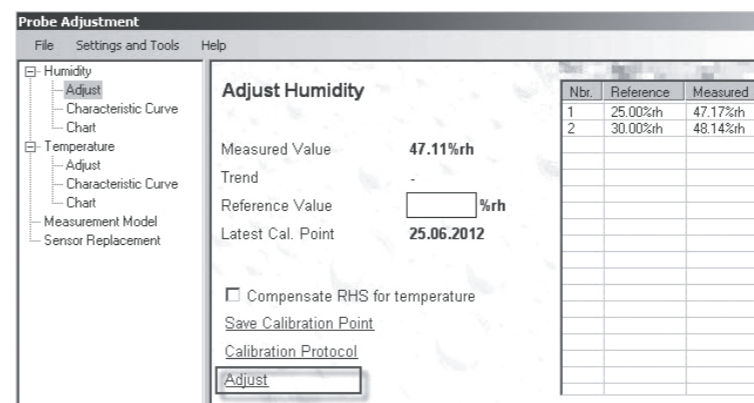 Probe Adjustment
File Settings and Tools Help
Humidity
Adjust
Characteristic Curve
Chart
Temperature
Adjust
Characteristic Curve
Chart
Measurement Model
Sensor Replacement
Adjust Humidity
Measured Value 47.11%rh
Trend -
Reference Value %rh
Latest Cal. Point 25.06.2012
Compensate RHS for temperature
Save Calibration Point
Calibration Protocol
Adjust
Nbr. Reference Measured
1 25.00%rh 47.17%rh
2 30.00%rh 48.14%rh